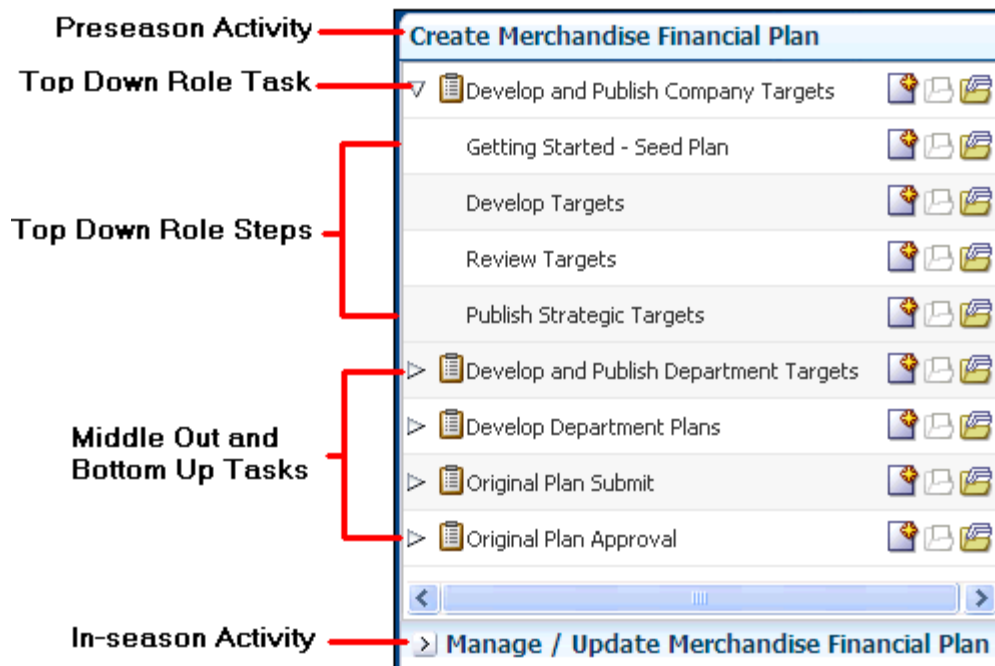 Preseason Activity
Create Merchandise Financial Plan
Top Down Role Task
Develop and Publish Company Targets
Getting Started - Seed Plan
Develop Targets
Top Down Role Steps
Review Targets
Publish Strategic Targets
Develop and Publish Department Targets
Middle Out and
Bottom Up Tasks
Develop Department Plans
Original Plan Submit
Original Plan Approval
In-season Activity
Manage / Update Merchandise Financial Plan